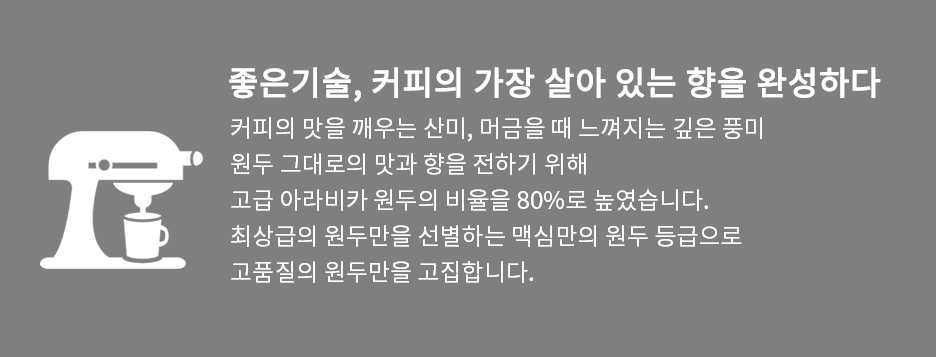 좋은기술, 커피의 가장 살아 있는 향을 완성하다
커피의 맛을 깨우는 산미, 머금을 때 느껴지는 깊은 풍미
원두 그대로의 맛과 향을 전하기 위해
고급 아라비카 원두의 비율을 80%로 높였습니다.
최상급의 원두만을 선별하는 맥심만의 원두 등급으로
고품질의 원두만을 고집합니다.